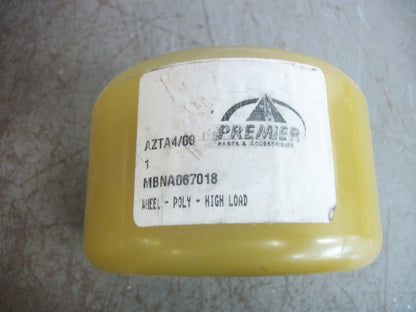 PREMIER
PARTS & ACCESSORIES
AZTA4/00
1
MBNA067018
WHEEL - POLY - HIGH LOAD